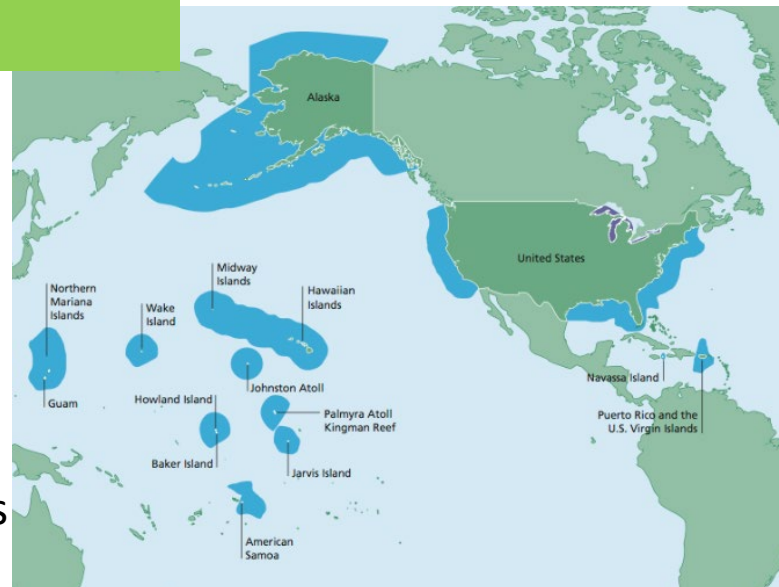 Alaska
United States
Midway
Islands
Hawaiian
Islands
Northern
Mariana
Islands
Wake
Island
Guam
Johnston Atoll
Howland Island
Palmyra Atoll
Kingman Reef
Baker Island
Jarvis Island
American
Samoa
Navassa Island
Puerto Rico and the
U.S. Virgin Islands
s